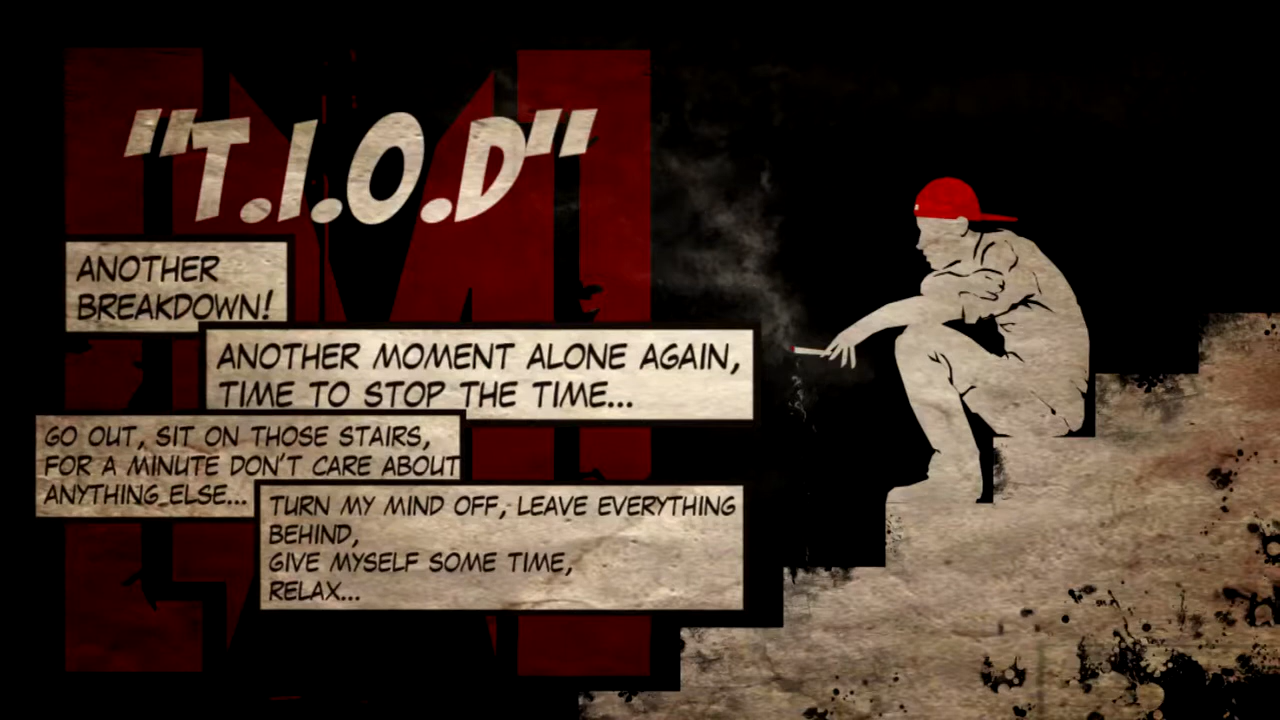 "T.I.O.D"
ANOTHER
BREAKDOWN!
ANOTHER MOMENT ALONE AGAIN,
TIME TO STOP THE TIME...
GO OUT, SIT ON THOSE STAIRS,
FOR A MINUTE DON'T CARE ABOUT
ANYTHING ELSE...
TURN MY MIND OFF, LEAVE EVERYTHING
BEHIND,
GIVE MYSELF SOME TIME,
RELAX...